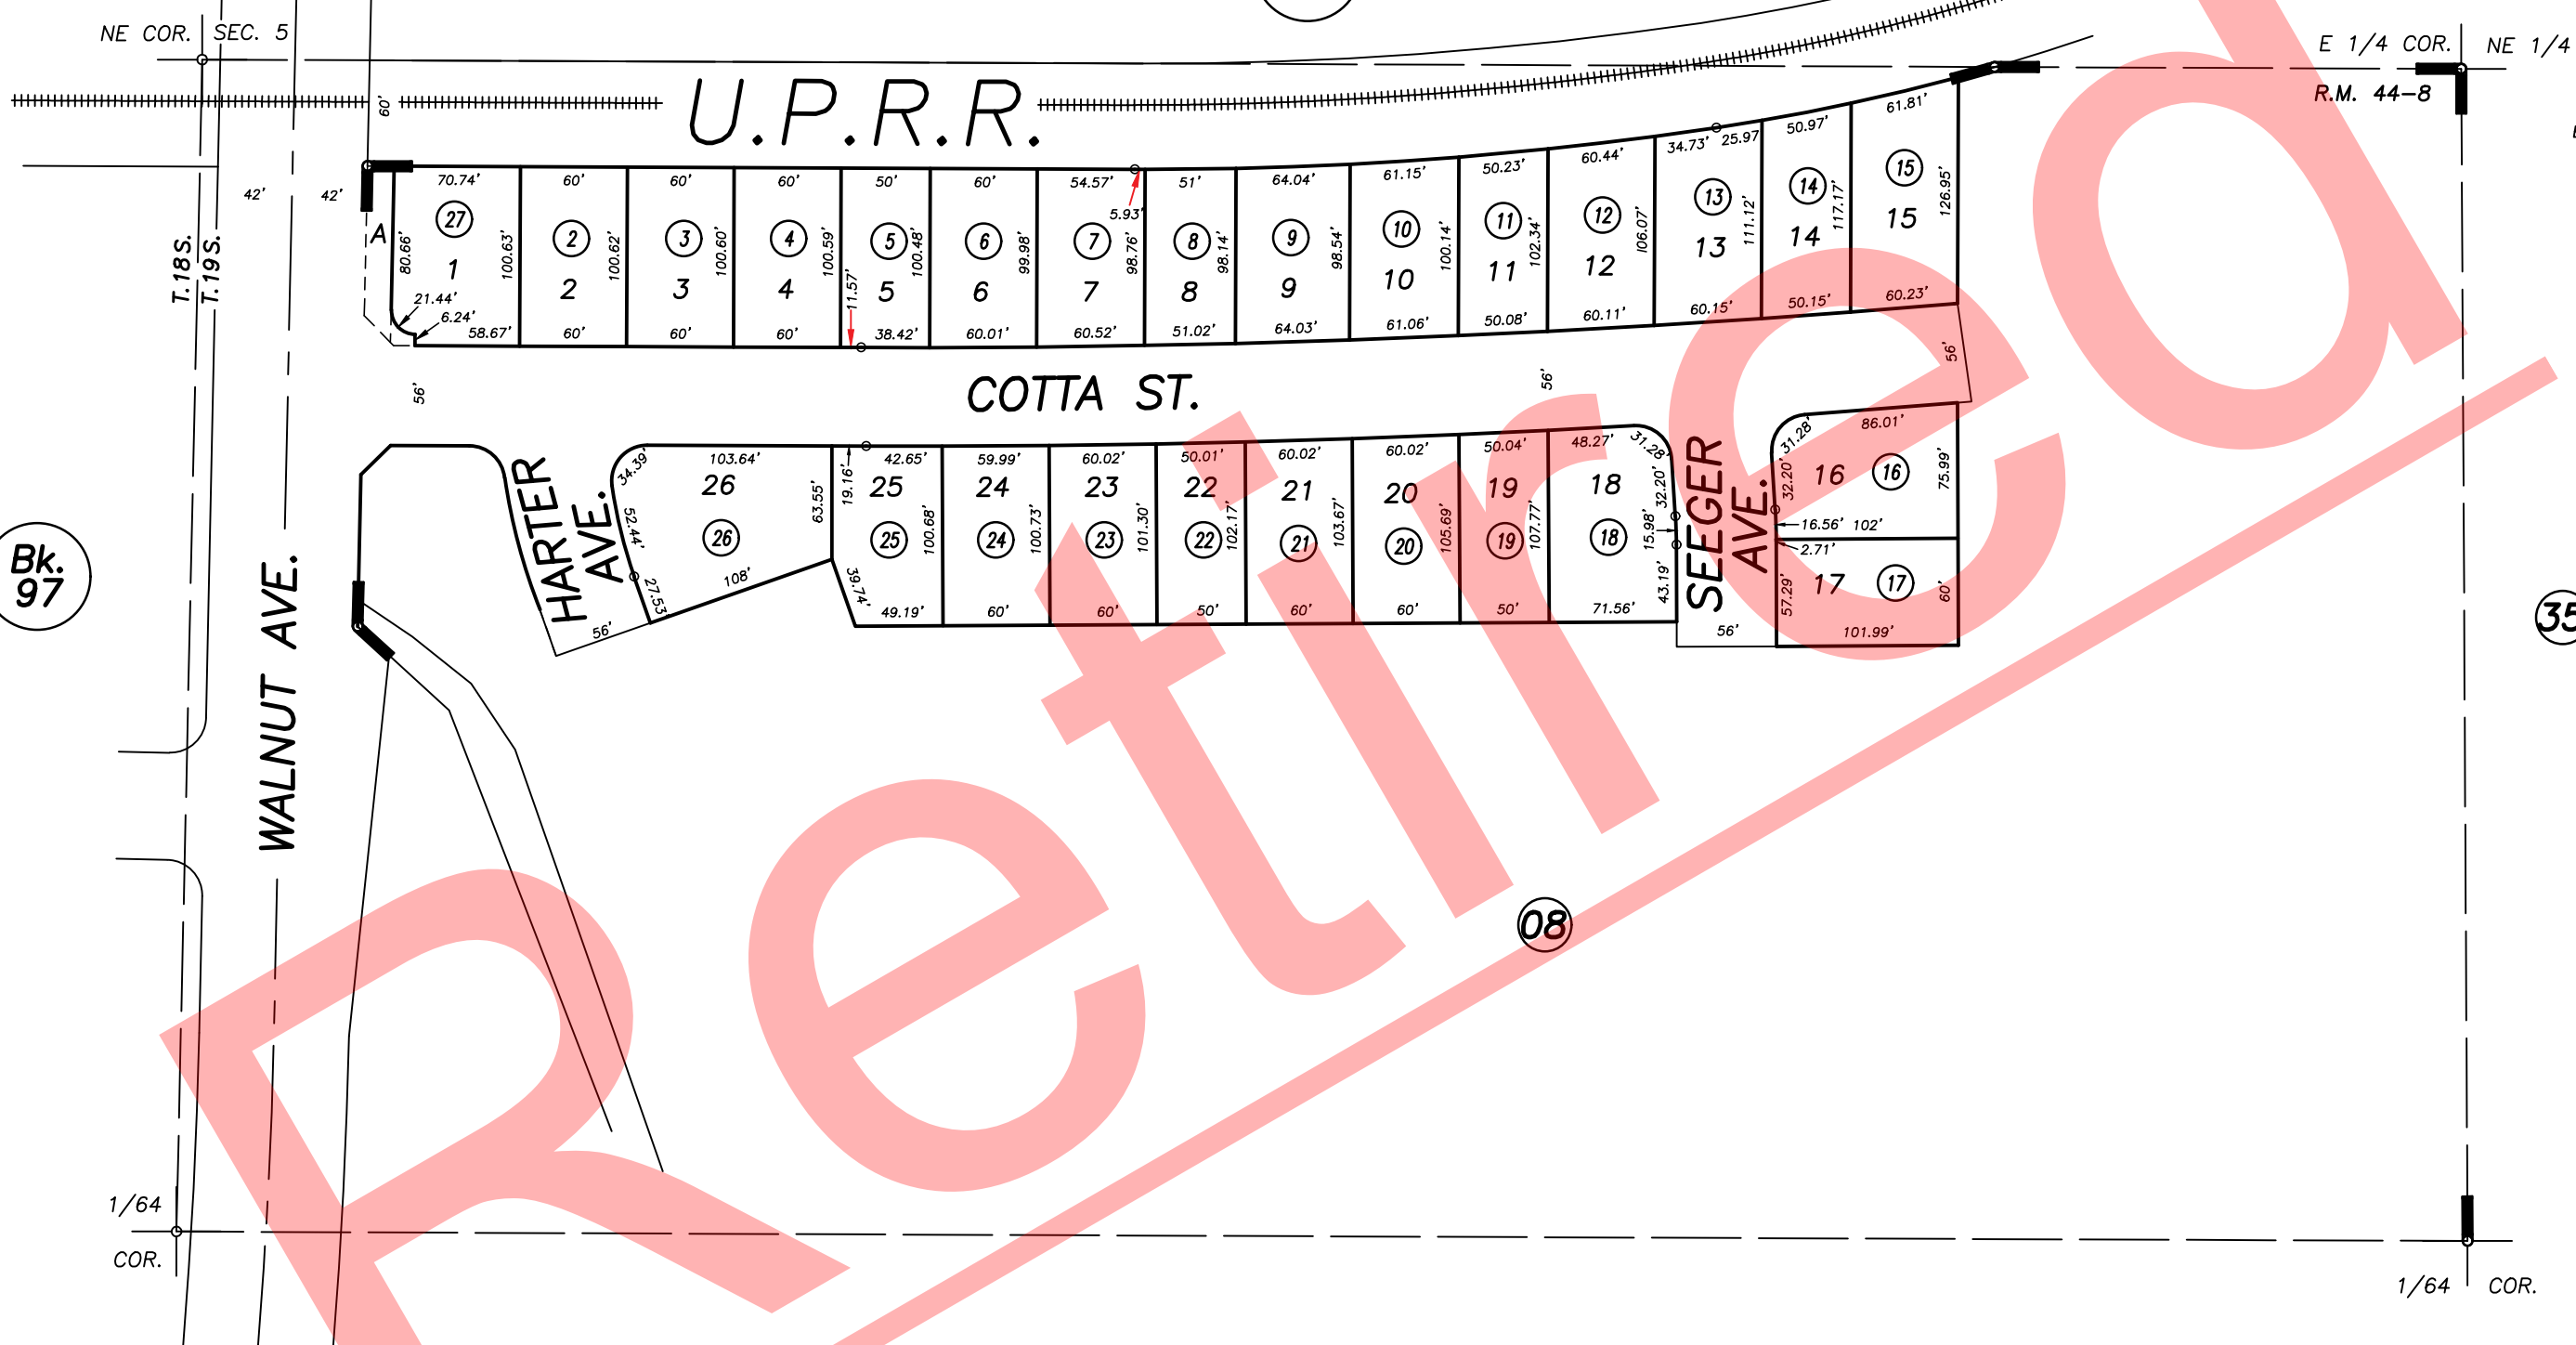 NE COR. SEC. 5
E 1/4 COR. NE 1/4
R.M. 44-8
60'
U.P.R.R.
42' 42'
T.18S.
T.19S.
A
70.74' 60' 60' 60' 50' 60' 54.57' 51' 64.04' 61.15' 50.23' 60.44' 34.73' 25.97 50.97' 61.81'
5.93'
27 2 3 4 5 6 7 8 9 10 11 12 13 14 15
80.66' 100.63' 100.62' 100.60' 100.59' 100.48' 99.98' 98.76' 98.14' 98.54' 100.14' 102.34' 106.07' 111.12' 117.17' 126.95'
1 2 3 4 5 6 7 8 9 10 11 12 13 14 15
21.44'
6.24'
11.57'
58.67' 60' 60' 60' 38.42' 60.01' 60.52' 51.02' 64.03' 61.06' 50.08' 60.11' 60.15' 50.15' 60.23'
56'
COTTA ST.
56'
56'
HARTER
AVE.
34.39'
52.44'
27.53'
56'
103.64' 42.65' 59.99' 60.02' 50.01' 60.02' 60.02' 50.04' 48.27' 31.28'
19.16'
26 25 24 23 22 21 20 19 18
63.55' 100.68' 100.73' 101.30' 102.17' 103.67' 105.69' 107.77'
32.20'
15.98'
43.19'
26 25 24 23 22 21 20 19 18
108'
39.74'
49.19' 60' 60' 50' 60' 60' 50' 71.56'
SEEGER
AVE.
56'
31.28'
86.01'
32.20'
16 16
75.99'
16.56' 102'
2.71'
57.29'
17 17
60'
101.99'
Bk.
97
WALNUT AVE.
35
08
1/64
COR.
1/64 COR.
Retired